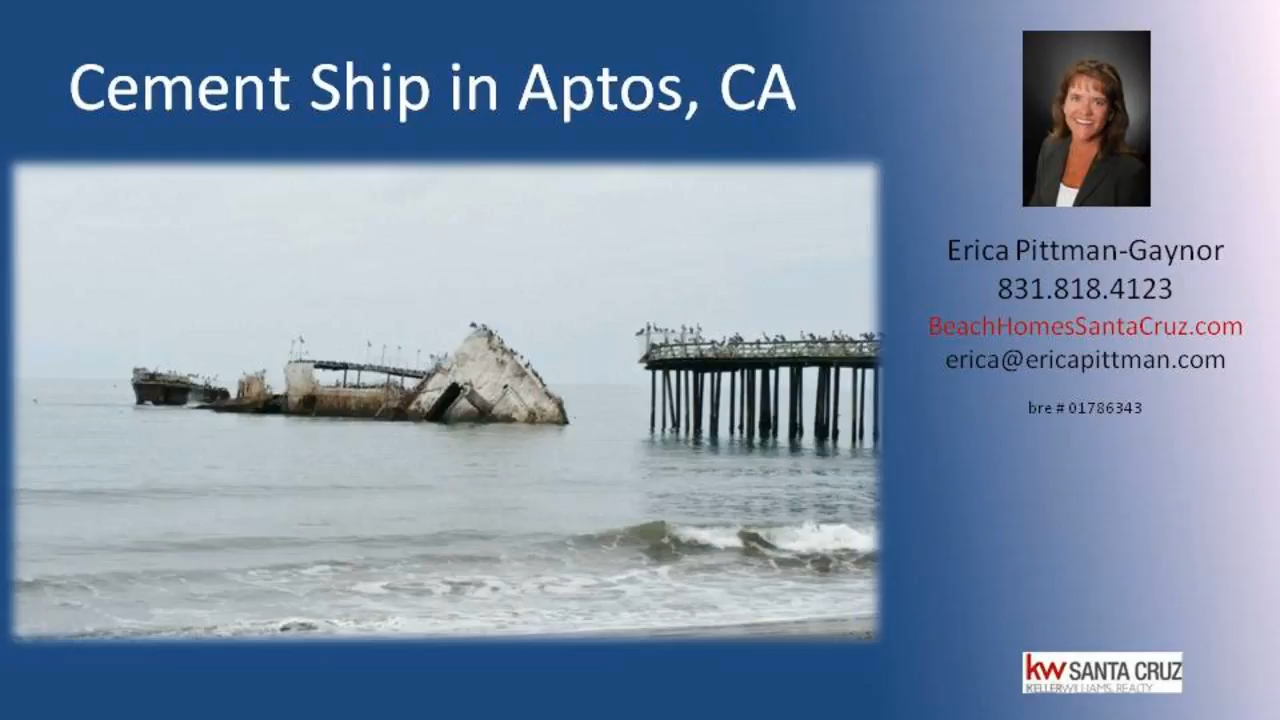 Cement Ship in Aptos, CA
Erica Pittman-Gaynor
831.818.4123
BeachHomesSantaCruz.com
erica@ericapittman.com
bre # 01786343
kw SANTA CRUZ
KELLERWILLIAMS. REALTY